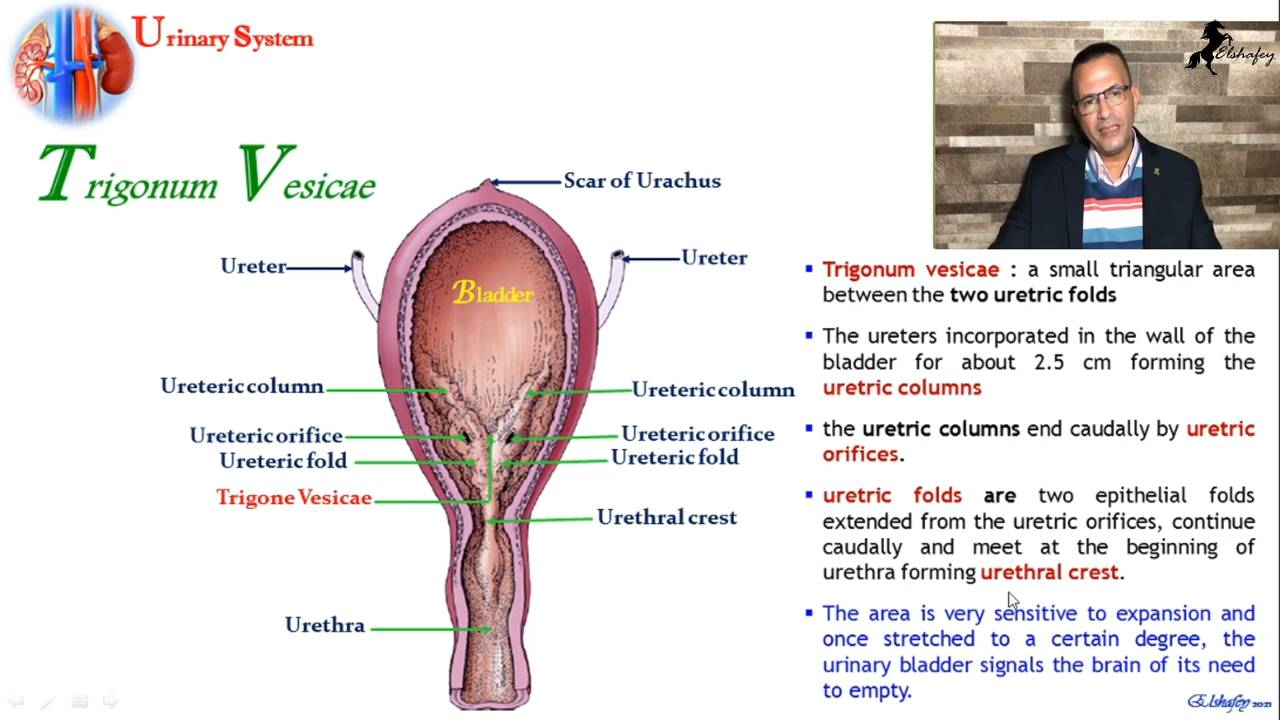 Urinary System
Elshafey
Trigonum Vesicae
Scar of Urachus
Ureter
Ureter
Bladder
Ureteric column
Ureteric column
Ureteric orifice
Ureteric orifice
Ureteric fold
Ureteric fold
Trigone Vesicae
Urethral crest
Urethra
Trigonum vesicae : a small triangular area
between the two uretric folds
The ureters incorporated in the wall of the
bladder for about 2.5 cm forming the
uretric columns
the uretric columns end caudally by uretric
orifices.
uretric folds are two epithelial folds
extended from the uretric orifices, continue
caudally and meet at the beginning of
urethra forming urethral crest.
The area is very sensitive to expansion and
once stretched to a certain degree, the
urinary bladder signals the brain of its need
to empty.
Elshafey 2021